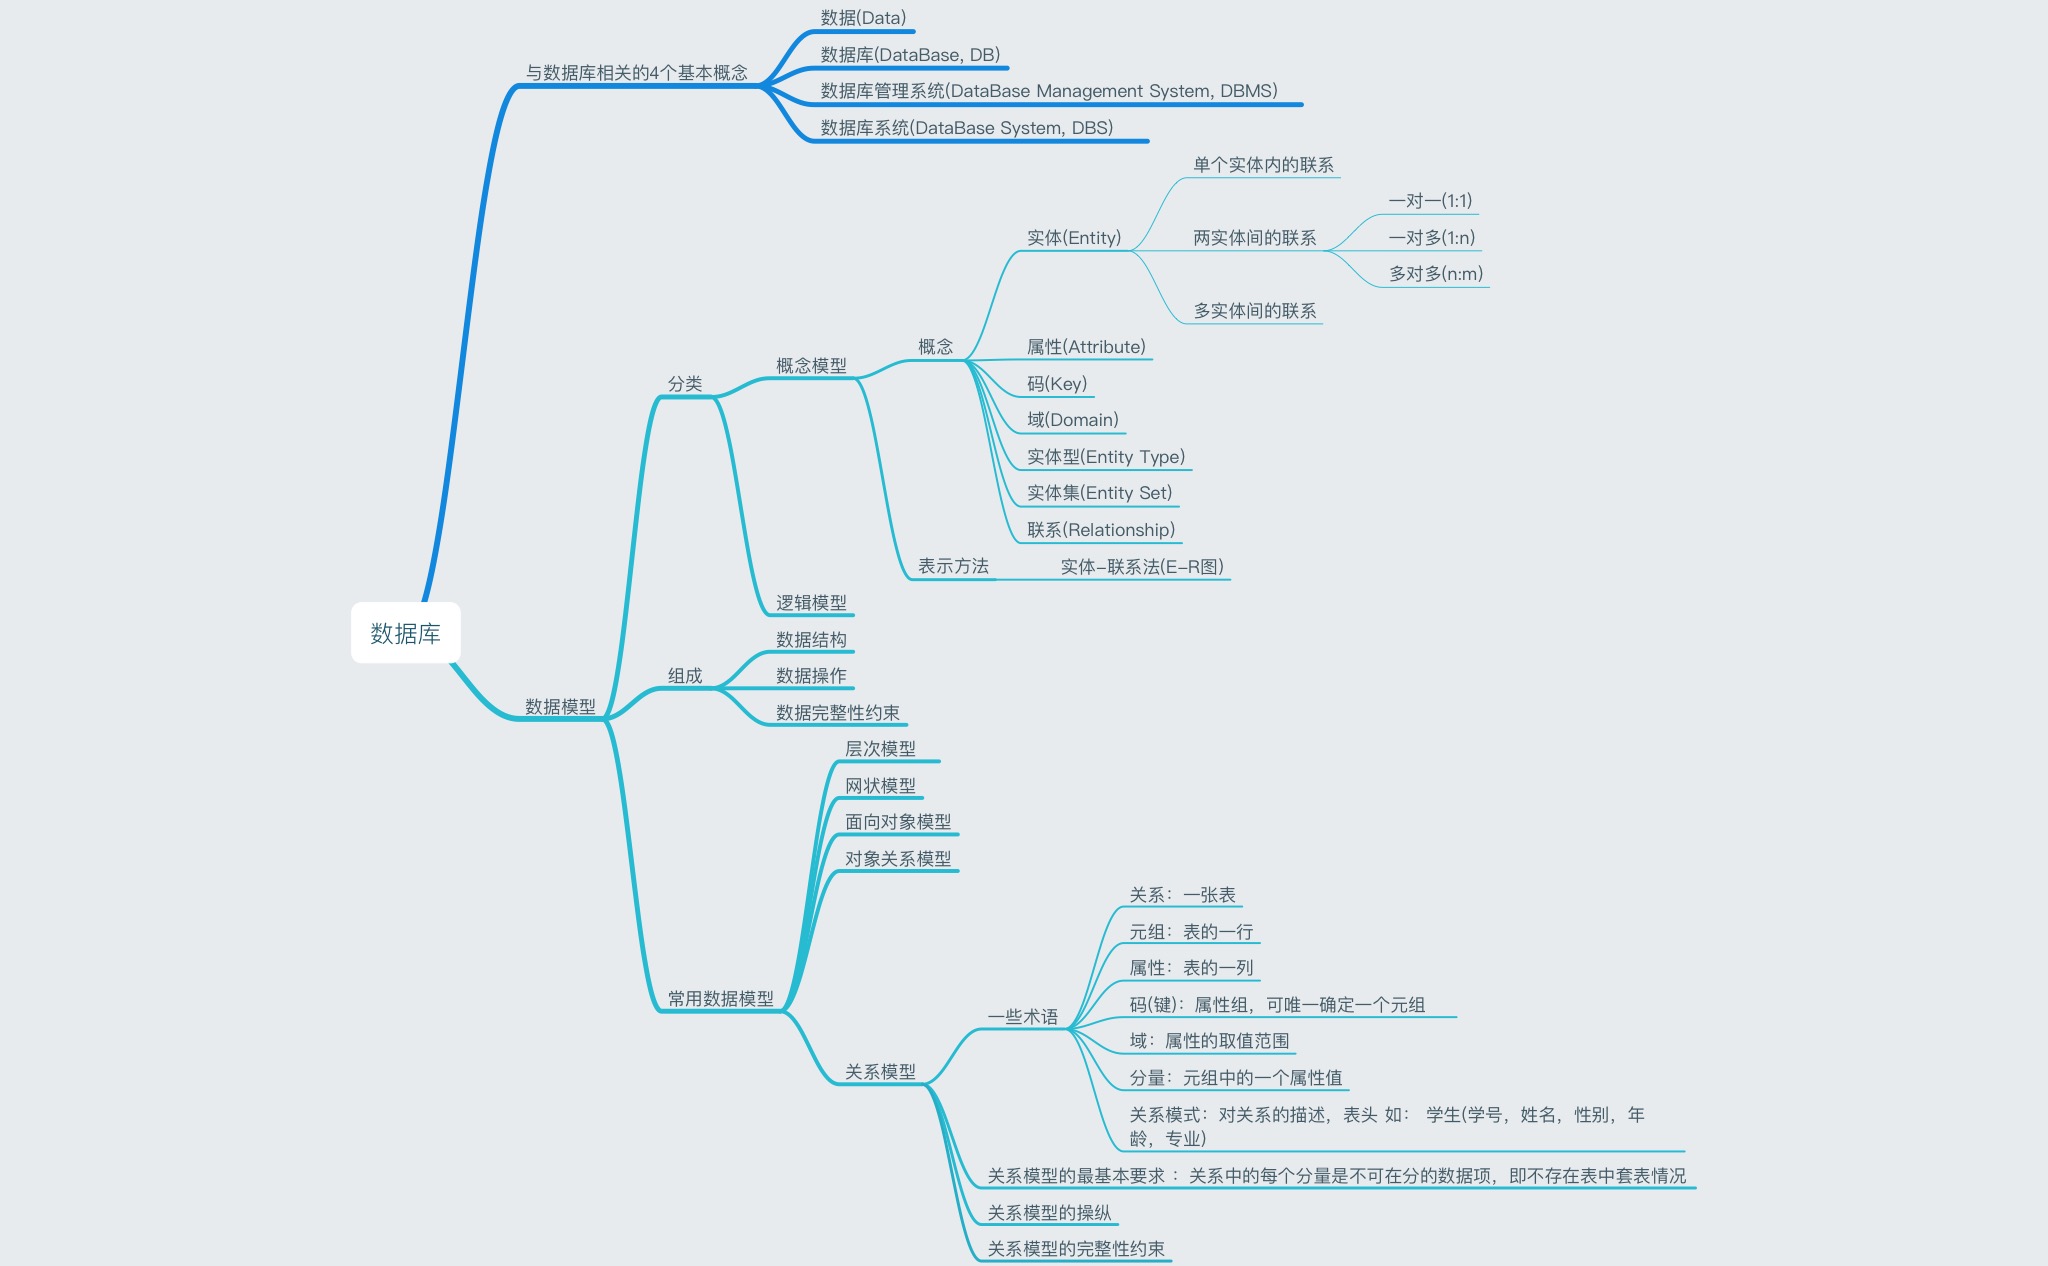 数据(Data)
数据库(DataBase, DB)
与数据库相关的4个基本概念
数据库管理系统(DataBase Management System, DBMS)
数据库系统(DataBase System, DBS)
单个实体内的联系
一对一(1:1)
实体(Entity)
两实体间的联系
一对多(1:n)
多对多(n:m)
多实体间的联系
概念
属性(Attribute)
概念模型
分类
码(Key)
域(Domain)
实体型(Entity Type)
实体集(Entity Set)
联系(Relationship)
表示方法
实体-联系法(E-R图)
逻辑模型
数据库
数据结构
组成
数据操作
数据模型
数据完整性约束
层次模型
网状模型
面向对象模型
对象关系模型
关系：一张表
元组：表的一行
属性：表的一列
常用数据模型
码(键)：属性组，可唯一确定一个元组
一些术语
域：属性的取值范围
关系模型
分量：元组中的一个属性值
关系模式：对关系的描述，表头 如： 学生(学号，姓名，性别，年
龄，专业)
关系模型的最基本要求 ：关系中的每个分量是不可在分的数据项，即不存在表中套表情况
关系模型的操纵
关系模型的完整性约束